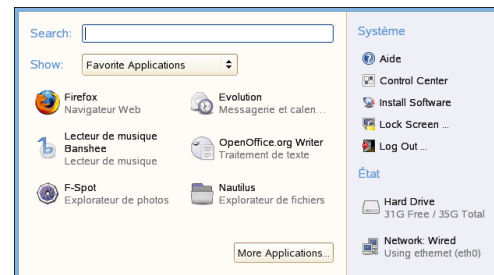 Search:
Show: Favorite Applications
Firefox
Navigateur Web
Evolution
Messagerie et calen...
Lecteur de musique
Banshee
Lecteur de musique
OpenOffice.org Writer
Traitement de texte
F-Spot
Explorateur de photos
Nautilus
Explorateur de fichiers
More Applications...
Système
Aide
Control Center
Install Software
Lock Screen ...
Log Out ...
État
Hard Drive
31G Free / 35G Total
Network: Wired
Using ethernet (eth0)